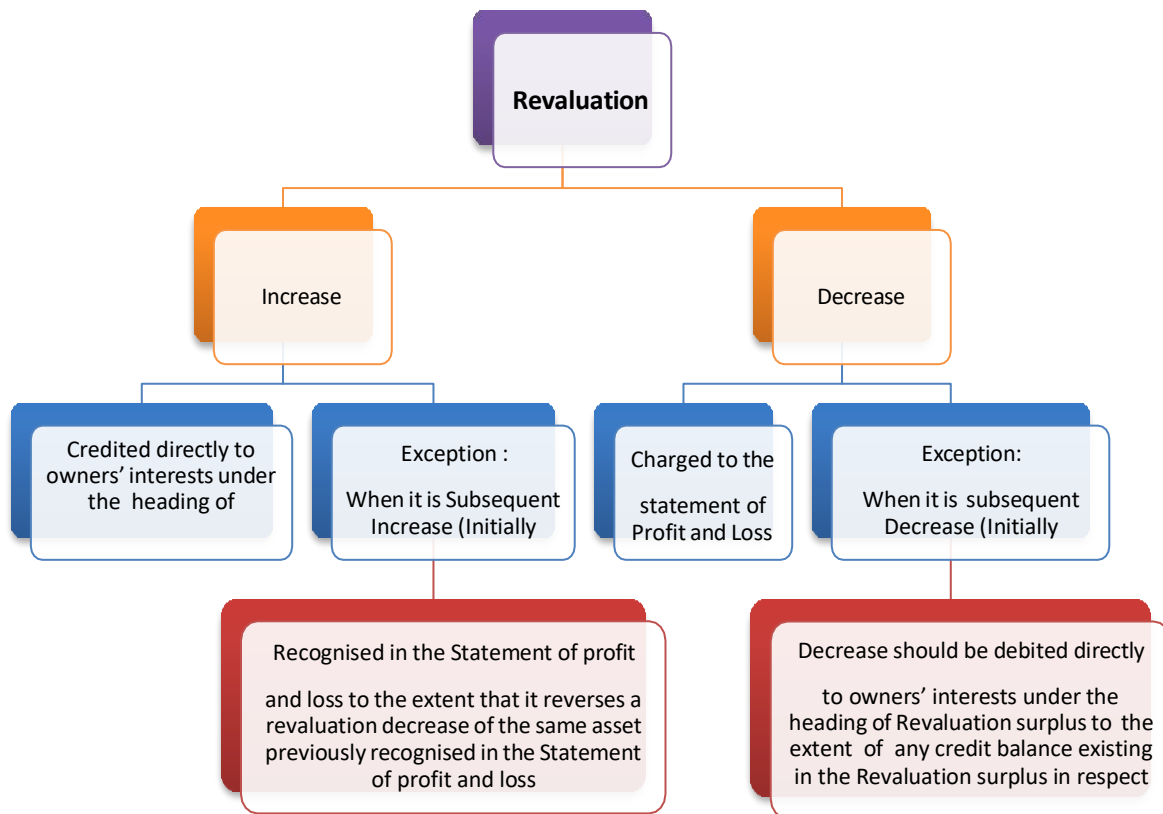 Revaluation
Increase
Decrease
Credited directly to
owners’ interests under
the heading of
Exception :
When it is Subsequent
Increase (Initially
Charged to the
statement of
Profit and Loss
Exception:
When it is subsequent
Decrease (Initially
Recognised in the Statement of profit
and loss to the extent that it reverses a
revaluation decrease of the same asset
previously recognised in the Statement
of profit and loss
Decrease should be debited directly
to owners’ interests under the
heading of Revaluation surplus to the
extent of any credit balance existing
in the Revaluation surplus in respect